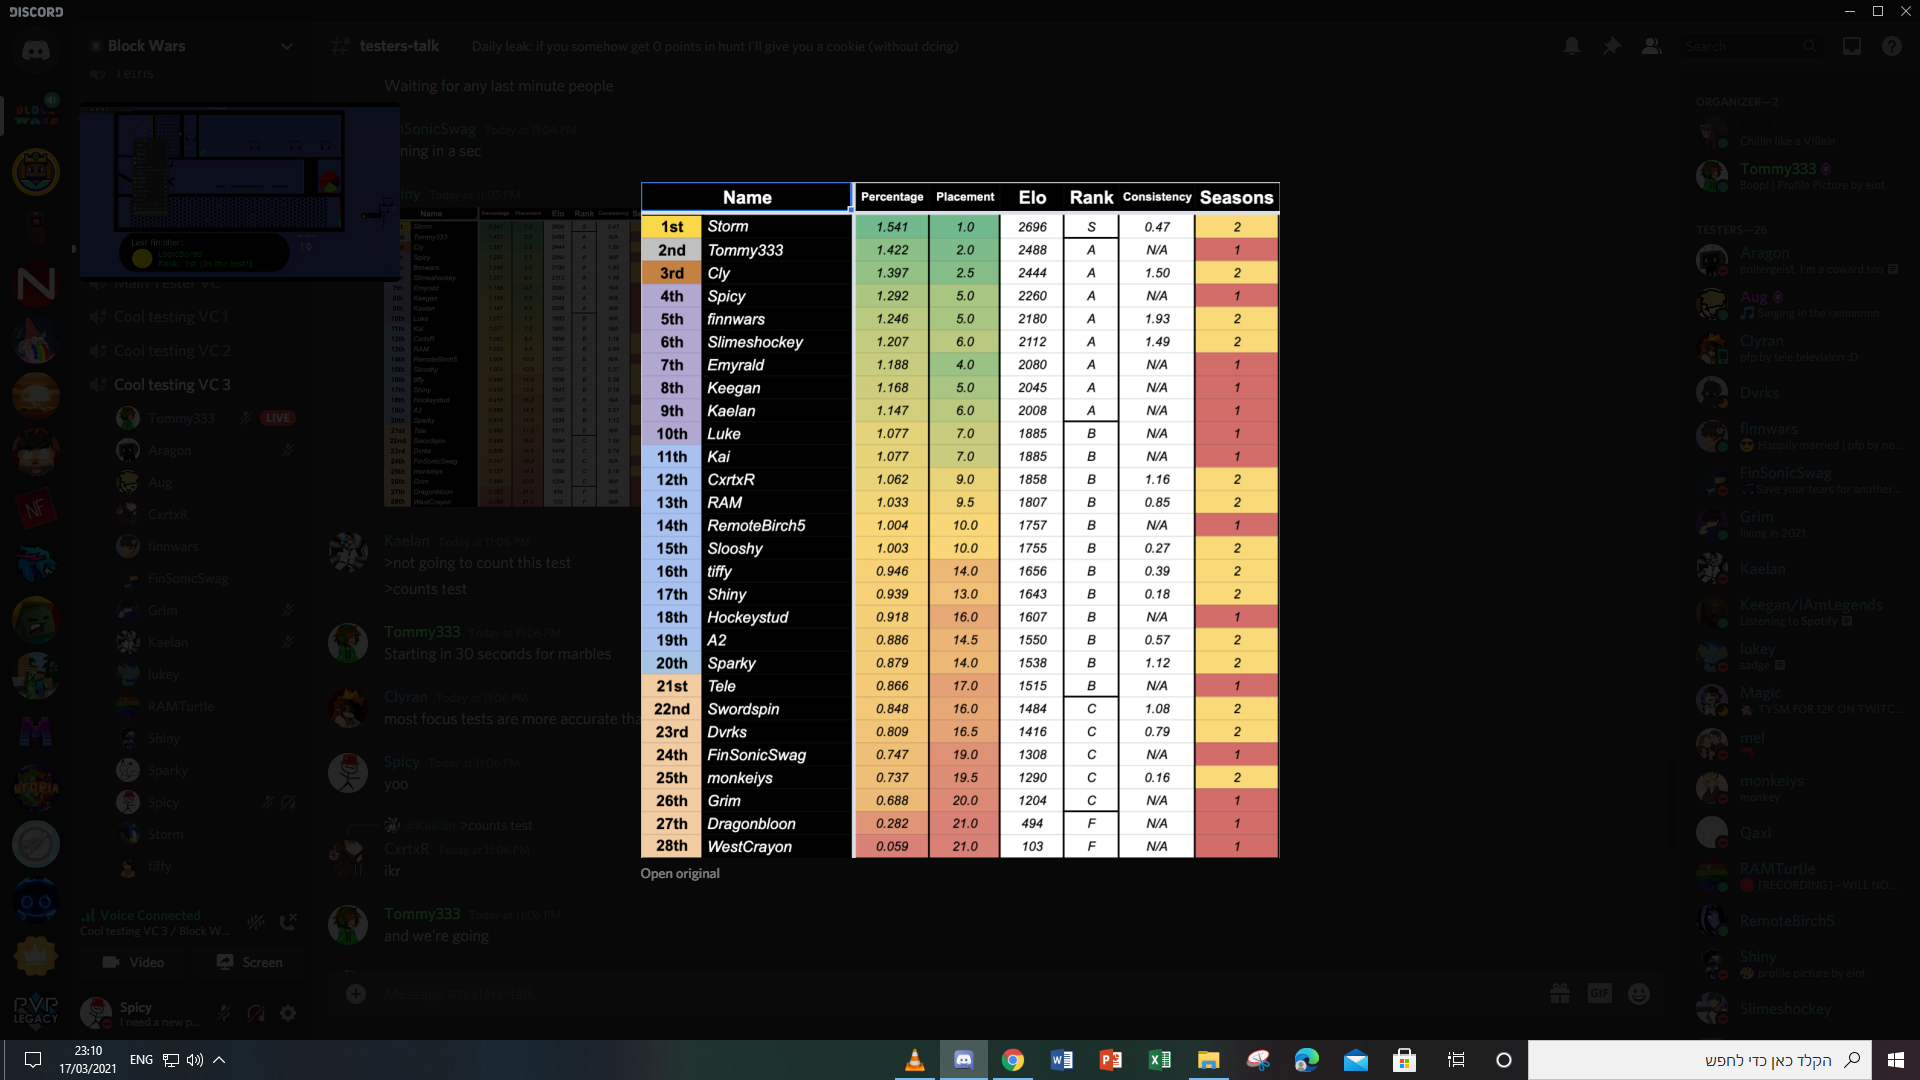 DISCORD
Block Wars
testers-talk
Daily leak: if you somehow get 0 points in hunt I'll give you a cookie (without dcing)
Search
Tetris
Last finisher:
19
Main Tester VC
Cool testing VC 1
Cool testing VC 2
Cool testing VC 3
Tommy333 LIVE
Aragon
Aug
CxrtxR
finnwars
FinSonicSwag
Grim
Kaelan
lukey
RAMTurtle
Shiny
Sparky
Spicy
Storm
tiffy
Voice Connected
Cool testing VC 3 / Block W...
Video
Screen
Spicy
I need a new p...
Waiting for any last minute people
nSonicSwag Today at 11:04 PM
ning in a sec
iny Today at 11:05 PM
Kaelan Today at 11:06 PM
>not going to count this test
>counts test
Tommy333 Today at 11:06 PM
Starting in 30 seconds for marbles
Clyran Today at 11:06 PM
most focus tests are more accurate tha
Spicy Today at 11:06 PM
yoo
@Kaelan >counts test
CxrtxR Today at 11:06 PM
ikr
Tommy333 Today at 11:06 PM
and we're going
Message #testers-talk
GIF
Name Percentage Placement Elo Rank Consistency Seasons
1st Storm 1.541 1.0 2696 S 0.47 2
2nd Tommy333 1.422 2.0 2488 A N/A 1
3rd Cly 1.397 2.5 2444 A 1.50 2
4th Spicy 1.292 5.0 2260 A N/A 1
5th finnwars 1.246 5.0 2180 A 1.93 2
6th Slimeshockey 1.207 6.0 2112 A 1.49 2
7th Emyrald 1.188 4.0 2080 A N/A 1
8th Keegan 1.168 5.0 2045 A N/A 1
9th Kaelan 1.147 6.0 2008 A N/A 1
10th Luke 1.077 7.0 1885 B N/A 1
11th Kai 1.077 7.0 1885 B N/A 1
12th CxrtxR 1.062 9.0 1858 B 1.16 2
13th RAM 1.033 9.5 1807 B 0.85 2
14th RemoteBirch5 1.004 10.0 1757 B N/A 1
15th Slooshy 1.003 10.0 1755 B 0.27 2
16th tiffy 0.946 14.0 1656 B 0.39 2
17th Shiny 0.939 13.0 1643 B 0.18 2
18th Hockeystud 0.918 16.0 1607 B N/A 1
19th A2 0.886 14.5 1550 B 0.57 2
20th Sparky 0.879 14.0 1538 B 1.12 2
21st Tele 0.866 17.0 1515 B N/A 1
22nd Swordspin 0.848 16.0 1484 C 1.08 2
23rd Dvrks 0.809 16.5 1416 C 0.79 2
24th FinSonicSwag 0.747 19.0 1308 C N/A 1
25th monkeiys 0.737 19.5 1290 C 0.16 2
26th Grim 0.688 20.0 1204 C N/A 1
27th Dragonbloon 0.282 21.0 494 F N/A 1
28th WestCrayon 0.059 21.0 103 F N/A 1
Open original
ORGANIZER—2
Chillin like a Villain
Tommy333
Boop! | Profile Picture by eint
TESTERS—26
Aragon
poltergeist, I'm a coward too
Aug
Singing in the rainnnnn
Clyran
pfp by tele televixion :D
Dvrks
finnwars
Happily married | pfp by no...
FinSonicSwag
Save your tears for another...
Grim
living in 2021
Kaelan
Keegan/IAmLegends
Listening to Spotify
lukey
sadge
Magic
TYSM FOR 12K ON TWITC...
mel
monkeiys
monkey
Qaxl
RAMTurtle
[RECORDING] - WILL NO...
RemoteBirch5
Shiny
profile picture by eint
Slimeshockey
PVP
LEGACY
23:10
17/03/2021
ENG
הקלד כאן כדי לחפש